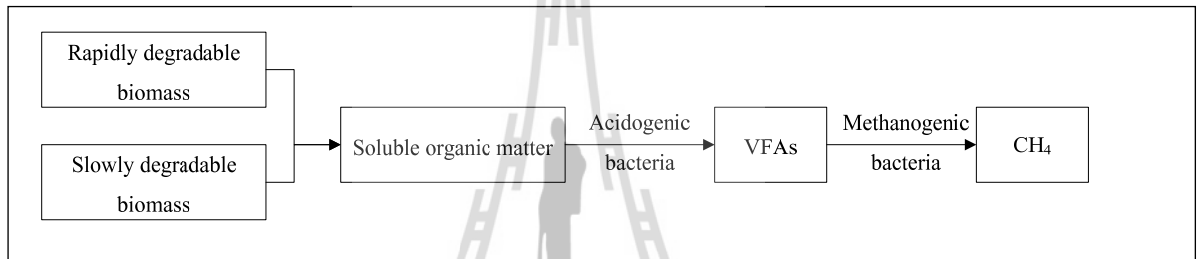 Rapidly degradable
biomass
Slowly degradable
biomass
Soluble organic matter
Acidogenic
bacteria
VFAs
Methanogenic
bacteria
CH₄